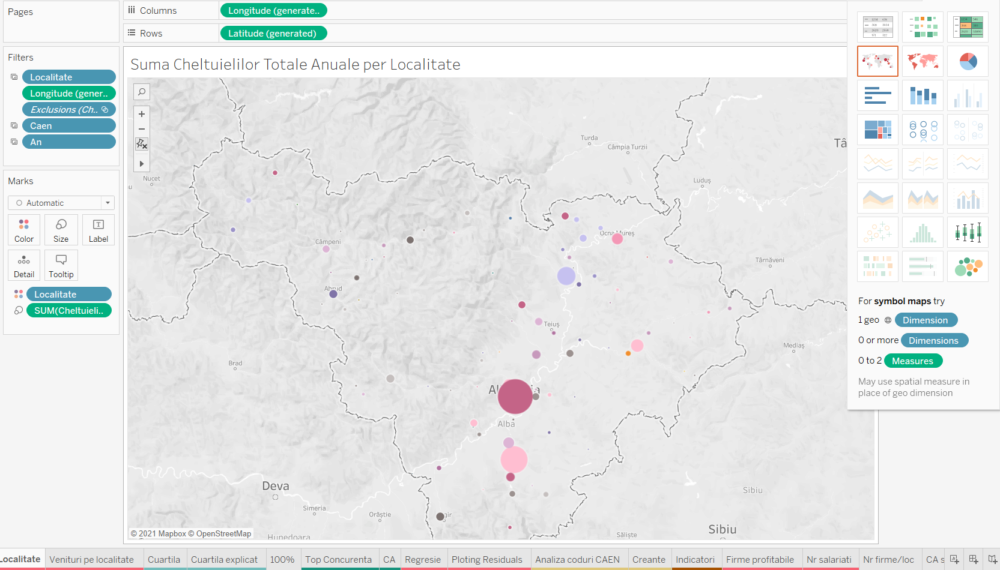 Pages
Columns
Longitude (generate..
Rows
Latitude (generated)
Filters
Localitate
Longitude (gener..
Exclusions (Ch..
Caen
An
Marks
Automatic
Color
Size
Label
Detail
Tooltip
Localitate
SUM(Cheltuieli..
Suma Cheltuielilor Totale Anuale per Localitate
Turda
Câmpia Turzii
Tâ
Nucet
Luduș
Ocna Mureș
Câmpeni
Târnăveni
Abrud
Teiuș
Mediaș
Brad
Al
ia
Alba
Deva
Sibiu
Simeria
Orăștie
gir
Sibiu
Săliște
Hunedoara
© 2021 Mapbox © OpenStreetMap
For symbol maps try
1 geo Dimension
0 or more Dimensions
0 to 2 Measures
May use spatial measure in
place of geo dimension
Localitate
Venituri pe localitate
Cuartila
Cuartila explicat
100%
Top Concurenta
CA
Regresie
Ploting Residuals
Analiza coduri CAEN
Creante
Indicatori
Firme profitabile
Nr salariati
Nr firme/loc
CA s